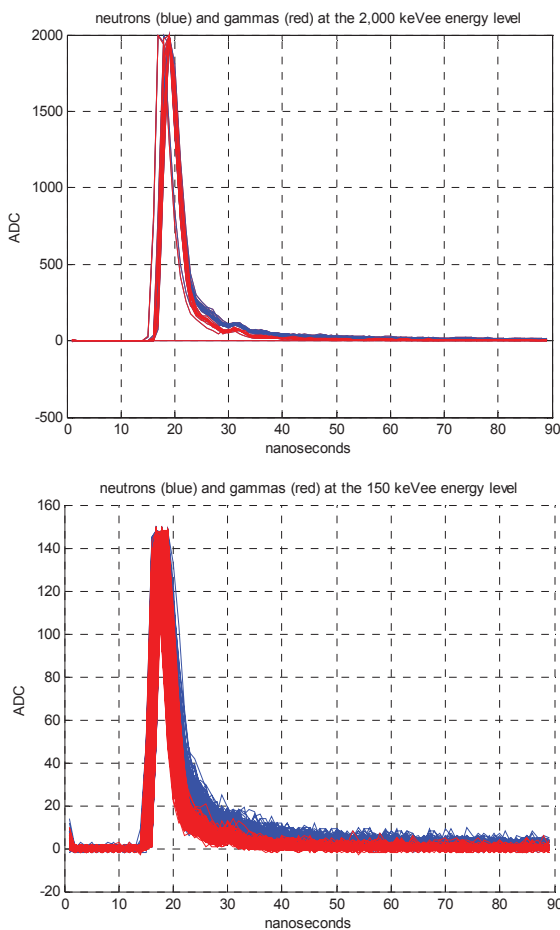 neutrons (blue) and gammas (red) at the 2,000 keVee energy level
2000
1500
1000
500
0
-500
ADC
0 10 20 30 40 50 60 70 80 90
nanoseconds
neutrons (blue) and gammas (red) at the 150 keVee energy level
160
140
120
100
80
60
40
20
0
-20
ADC
0 10 20 30 40 50 60 70 80 90
nanoseconds